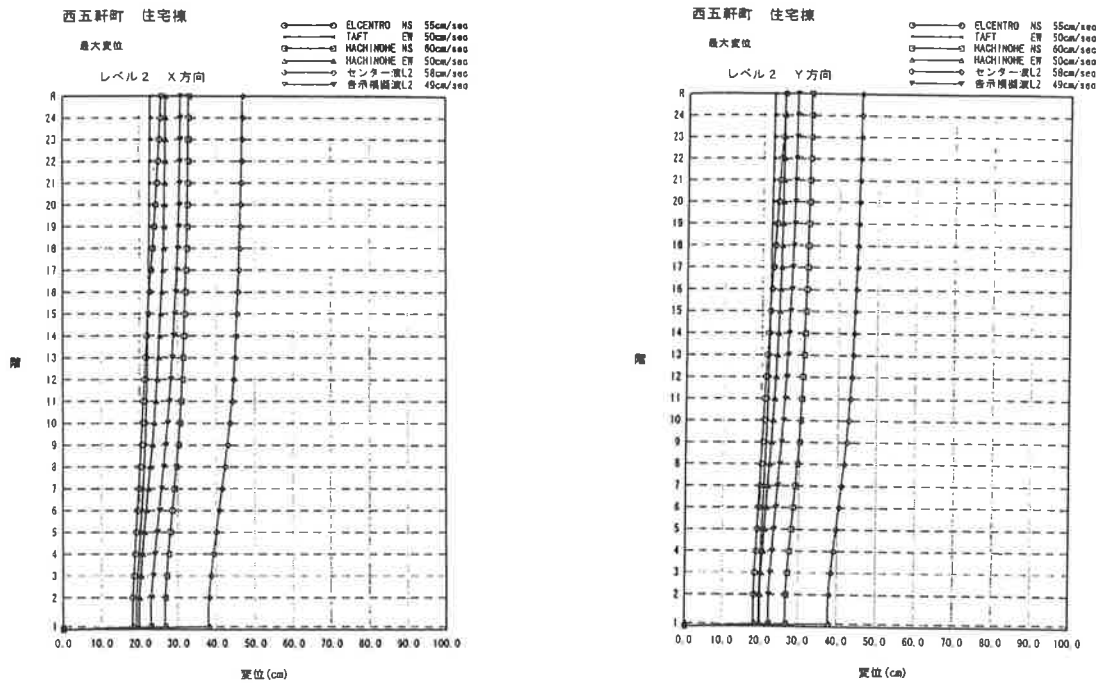 西五軒町 住宅棟
最大変位
レベル2 X方向
ELCENTRO NS 55cm/sec
TAFT EW 50cm/sec
HACHINOHE NS 60cm/sec
HACHINOHE EW 50cm/sec
センター波L2 58cm/sec
告示模擬波L2 49cm/sec
R
24
23
22
21
20
19
18
17
16
15
14
13
12
11
10
9
8
7
6
5
4
3
2
1
階
0.0 10.0 20.0 30.0 40.0 50.0 60.0 70.0 80.0 90.0 100.0
変位(cm)
西五軒町 住宅棟
最大変位
レベル2 Y方向
ELCENTRO NS 55cm/sec
TAFT EW 50cm/sec
HACHINOHE NS 60cm/sec
HACHINOHE EW 50cm/sec
センター波L2 58cm/sec
告示模擬波L2 49cm/sec
R
24
23
22
21
20
19
18
17
16
15
14
13
12
11
10
9
8
7
6
5
4
3
2
1
階
0.0 10.0 20.0 30.0 40.0 50.0 60.0 70.0 80.0 90.0 100.0
変位(cm)